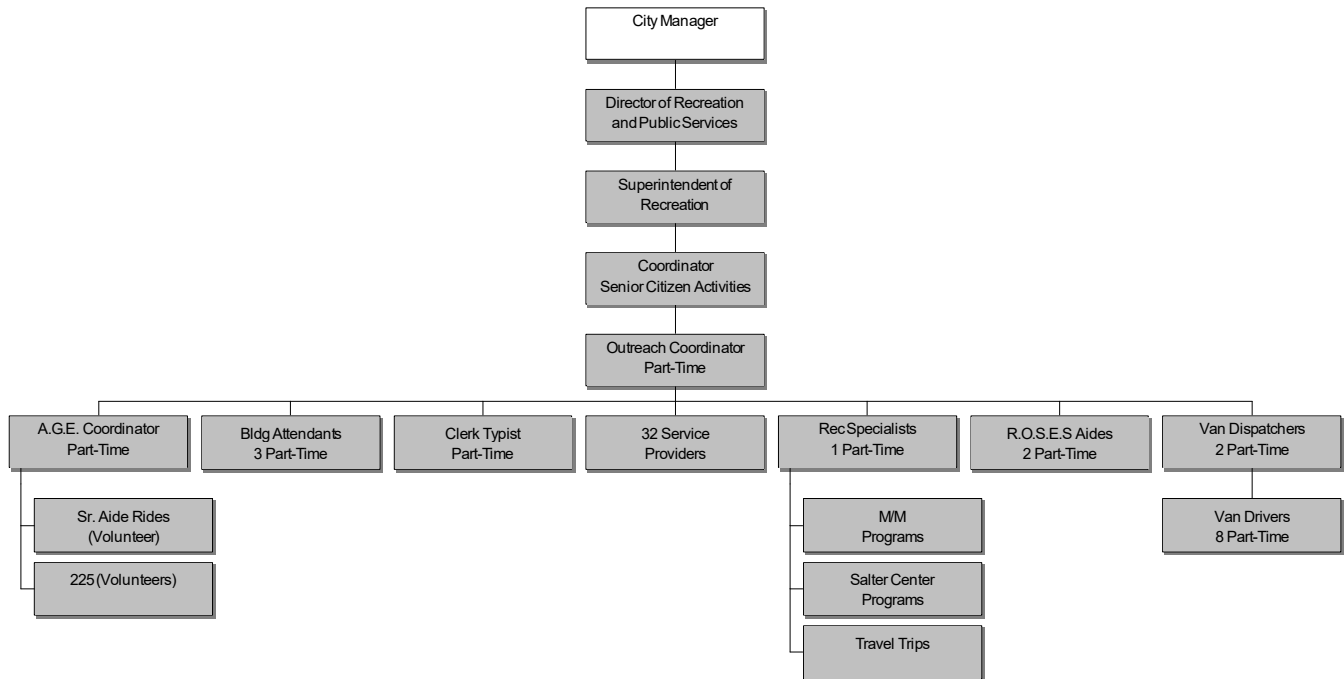 City Manager
Director of Recreation
and Public Services
Superintendent of
Recreation
Coordinator
Senior Citizen Activities
Outreach Coordinator
Part-Time
A.G.E. Coordinator
Part-Time
Bldg Attendants
3 Part-Time
Clerk Typist
Part-Time
32 Service
Providers
Rec Specialists
1 Part-Time
R.O.S.E.S Aides
2 Part-Time
Van Dispatchers
2 Part-Time
Sr. Aide Rides
(Volunteer)
225 (Volunteers)
M/M
Programs
Salter Center
Programs
Travel Trips
Van Drivers
8 Part-Time